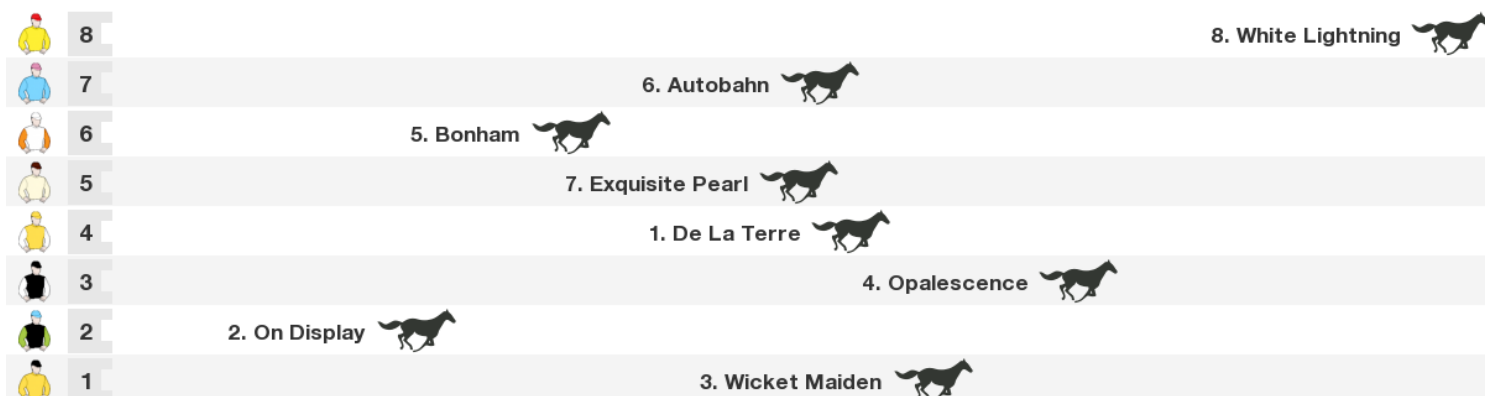 8 8. White Lightning
7 6. Autobahn
6 5. Bonham
5 7. Exquisite Pearl
4 1. De La Terre
3 4. Opalescence
2 2. On Display
1 3. Wicket Maiden